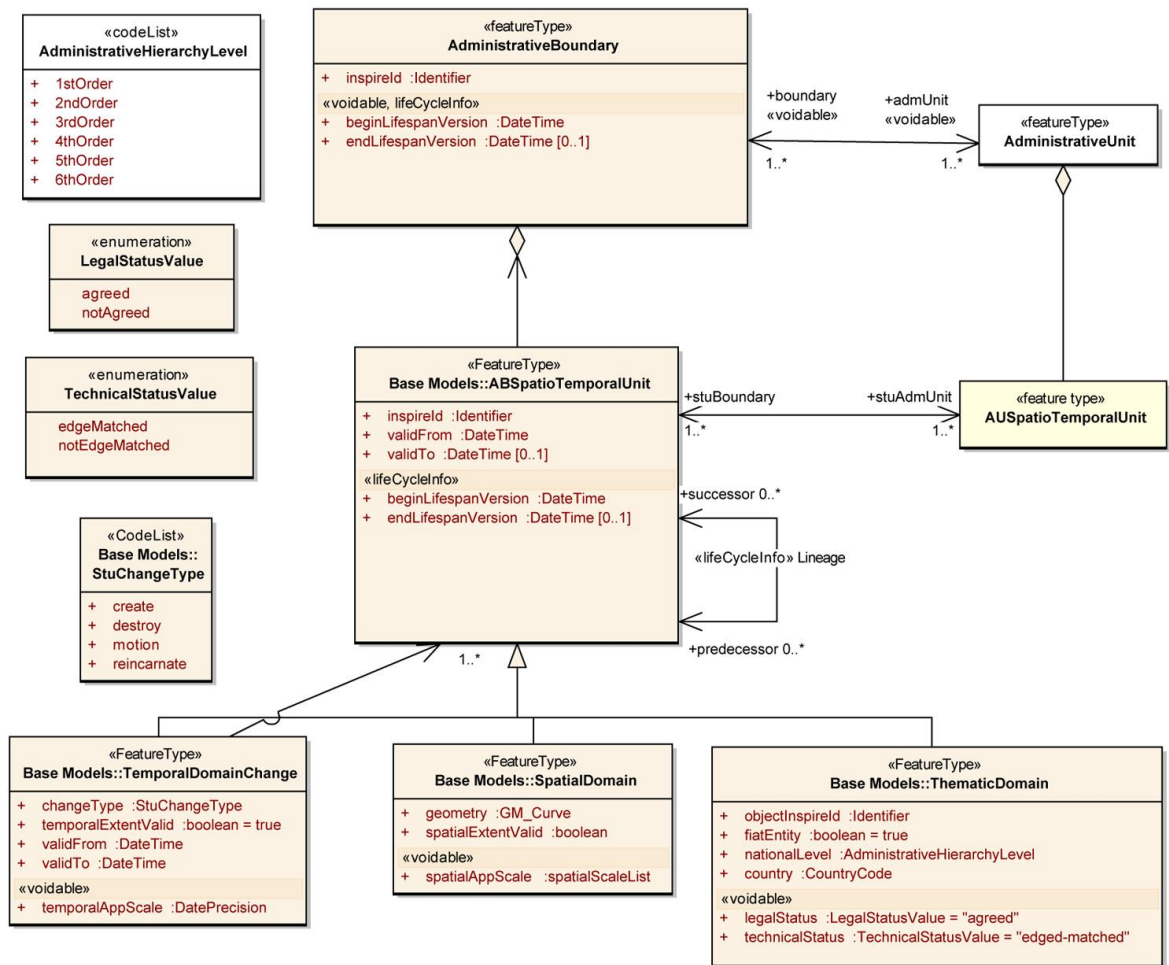 «codeList»
AdministrativeHierarchyLevel
+ 1stOrder
+ 2ndOrder
+ 3rdOrder
+ 4thOrder
+ 5thOrder
+ 6thOrder
«featureType»
AdministrativeBoundary
+ inspireId :Identifier
«voidable, lifeCycleInfo»
+ beginLifespanVersion :DateTime
+ endLifespanVersion :DateTime [0..1]
+boundary
«voidable»
1..*
+admUnit
«voidable»
1..*
«featureType»
AdministrativeUnit
«enumeration»
LegalStatusValue
agreed
notAgreed
«enumeration»
TechnicalStatusValue
edgeMatched
notEdgeMatched
«FeatureType»
Base Models::ABSpatioTemporalUnit
+ inspireId :Identifier
+ validFrom :DateTime
+ validTo :DateTime [0..1]
«lifeCycleInfo»
+ beginLifespanVersion :DateTime
+ endLifespanVersion :DateTime [0..1]
+stuBoundary
1..*
+stuAdmUnit
1..*
«feature type»
AUSpatioTemporalUnit
+successor 0..*
«lifeCycleInfo» Lineage
+predecessor 0..*
«CodeList»
Base Models::
StuChangeType
+ create
+ destroy
+ motion
+ reincarnate
1..*
«FeatureType»
Base Models::TemporalDomainChange
+ changeType :StuChangeType
+ temporalExtentValid :boolean = true
+ validFrom :DateTime
+ validTo :DateTime
«voidable»
+ temporalAppScale :DatePrecision
«FeatureType»
Base Models::SpatialDomain
+ geometry :GM_Curve
+ spatialExtentValid :boolean
«voidable»
+ spatialAppScale :spatialScaleList
«FeatureType»
Base Models::ThematicDomain
+ objectInspireId :Identifier
+ fiatEntity :boolean = true
+ nationalLevel :AdministrativeHierarchyLevel
+ country :CountryCode
«voidable»
+ legalStatus :LegalStatusValue = "agreed"
+ technicalStatus :TechnicalStatusValue = "edged-matched"